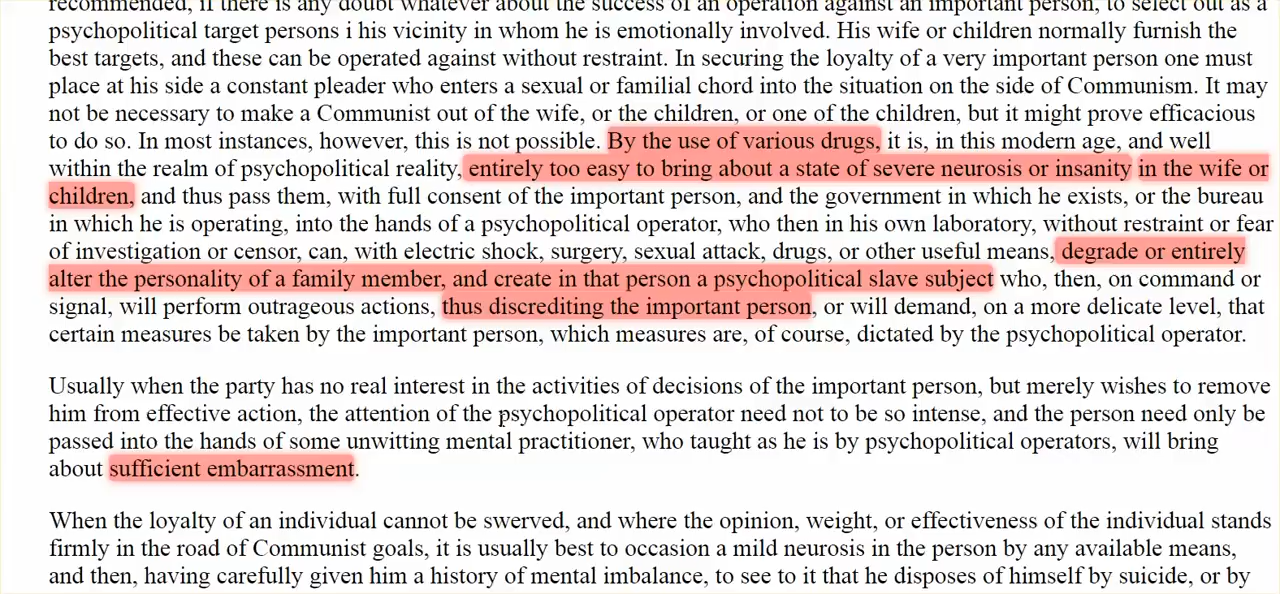 recommended, if there is any doubt whatever about the success of an operation against an important person, to select out as a
psychopolitical target persons i his vicinity in whom he is emotionally involved. His wife or children normally furnish the
best targets, and these can be operated against without restraint. In securing the loyalty of a very important person one must
place at his side a constant pleader who enters a sexual or familial chord into the situation on the side of Communism. It may
not be necessary to make a Communist out of the wife, or the children, or one of the children, but it might prove efficacious
to do so. In most instances, however, this is not possible. By the use of various drugs, it is, in this modern age, and well
within the realm of psychopolitical reality, entirely too easy to bring about a state of severe neurosis or insanity in the wife or
children, and thus pass them, with full consent of the important person, and the government in which he exists, or the bureau
in which he is operating, into the hands of a psychopolitical operator, who then in his own laboratory, without restraint or fear
of investigation or censor, can, with electric shock, surgery, sexual attack, drugs, or other useful means, degrade or entirely
alter the personality of a family member, and create in that person a psychopolitical slave subject who, then, on command or
signal, will perform outrageous actions, thus discrediting the important person, or will demand, on a more delicate level, that
certain measures be taken by the important person, which measures are, of course, dictated by the psychopolitical operator.
Usually when the party has no real interest in the activities of decisions of the important person, but merely wishes to remove
him from effective action, the attention of the psychopolitical operator need not to be so intense, and the person need only be
passed into the hands of some unwitting mental practitioner, who taught as he is by psychopolitical operators, will bring
about sufficient embarrassment.
When the loyalty of an individual cannot be swerved, and where the opinion, weight, or effectiveness of the individual stands
firmly in the road of Communist goals, it is usually best to occasion a mild neurosis in the person by any available means,
and then, having carefully given him a history of mental imbalance, to see to it that he disposes of himself by suicide, or by